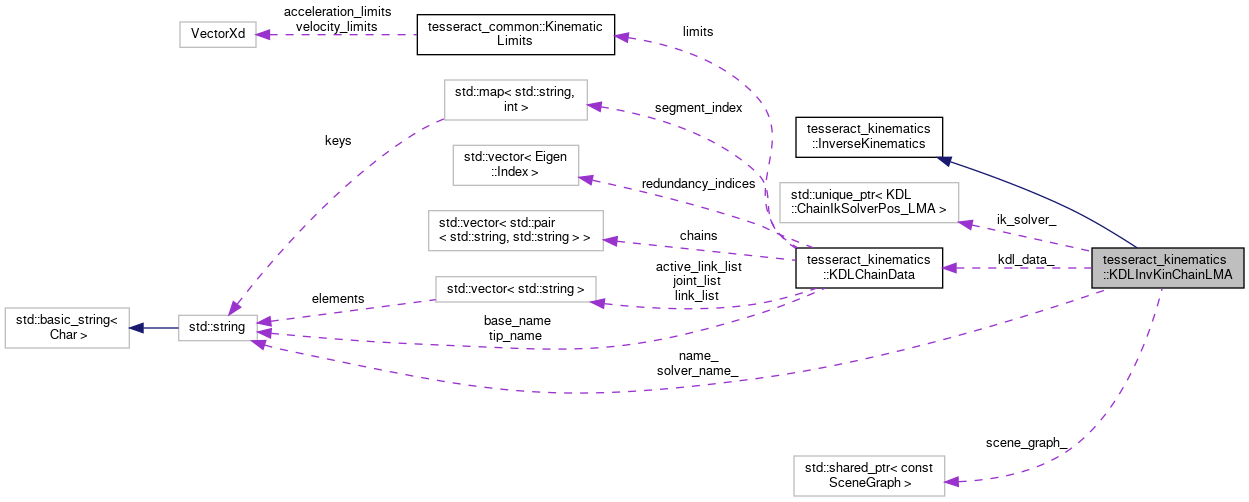 acceleration_limits
velocity_limits
VectorXd
tesseract_common::Kinematic
Limits
limits
std::map< std::string,
int >
segment_index
keys
tesseract_kinematics
::InverseKinematics
std::vector< Eigen
::Index >
redundancy_indices
std::unique_ptr< KDL
::ChainIkSolverPos_LMA >
ik_solver_
std::vector< std::pair
< std::string, std::string > >
chains
tesseract_kinematics
::KDLChainData
kdl_data_
tesseract_kinematics
::KDLInvKinChainLMA
active_link_list
joint_list
link_list
std::vector< std::string >
elements
std::basic_string<
Char >
std::string
base_name
tip_name
name_
solver_name_
scene_graph_
std::shared_ptr< const
SceneGraph >